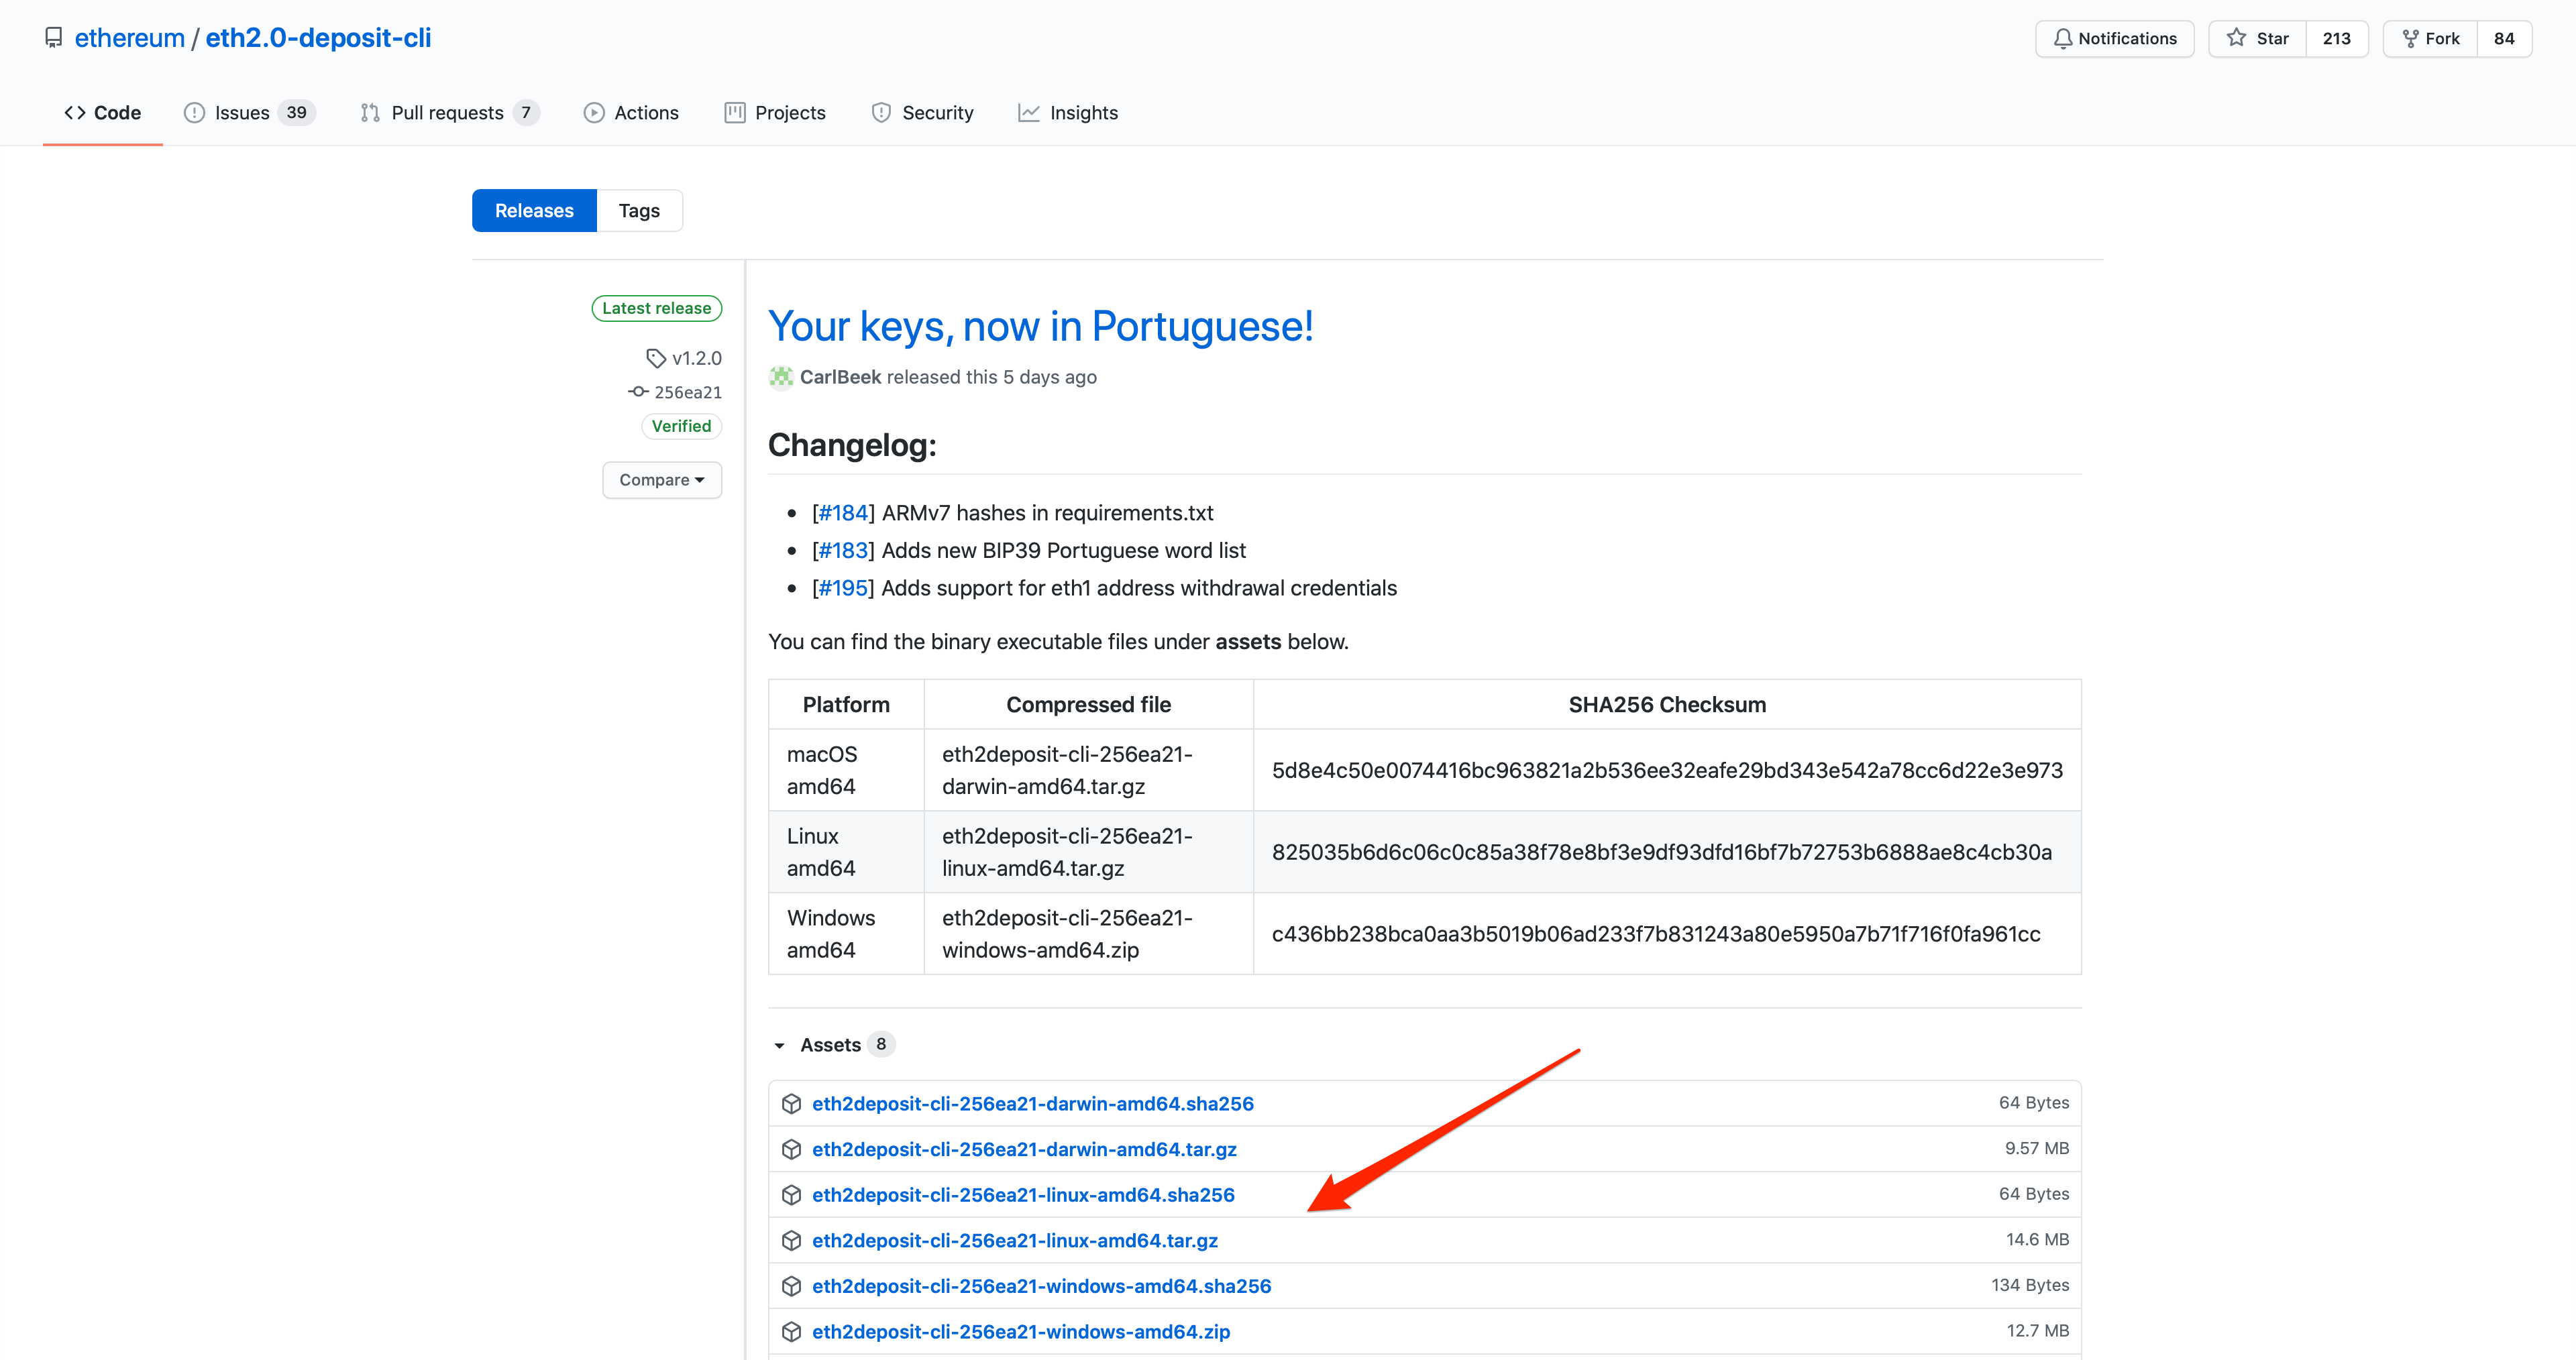 ethereum / eth2.0-deposit-cli
Notifications
Star 213
Fork 84
Code
Issues 39
Pull requests 7
Actions
Projects
Security
Insights
Releases
Tags
Latest release
v1.2.0
256ea21
Verified
Compare
Your keys, now in Portuguese!
CarlBeek released this 5 days ago
Changelog:
[#184] ARMv7 hashes in requirements.txt
[#183] Adds new BIP39 Portuguese word list
[#195] Adds support for eth1 address withdrawal credentials
You can find the binary executable files under assets below.
Platform Compressed file SHA256 Checksum
macOS
amd64
eth2deposit-cli-256ea21-
darwin-amd64.tar.gz
5d8e4c50e0074416bc963821a2b536ee32eafe29bd343e542a78cc6d22e3e973
Linux
amd64
eth2deposit-cli-256ea21-
linux-amd64.tar.gz
825035b6d6c06c0c85a38f78e8bf3e9df93dfd16bf7b72753b6888ae8c4cb30a
Windows
amd64
eth2deposit-cli-256ea21-
windows-amd64.zip
c436bb238bca0aa3b5019b06ad233f7b831243a80e5950a7b71f716f0fa961cc
Assets 8
eth2deposit-cli-256ea21-darwin-amd64.sha256 64 Bytes
eth2deposit-cli-256ea21-darwin-amd64.tar.gz 9.57 MB
eth2deposit-cli-256ea21-linux-amd64.sha256 64 Bytes
eth2deposit-cli-256ea21-linux-amd64.tar.gz 14.6 MB
eth2deposit-cli-256ea21-windows-amd64.sha256 134 Bytes
eth2deposit-cli-256ea21-windows-amd64.zip 12.7 MB